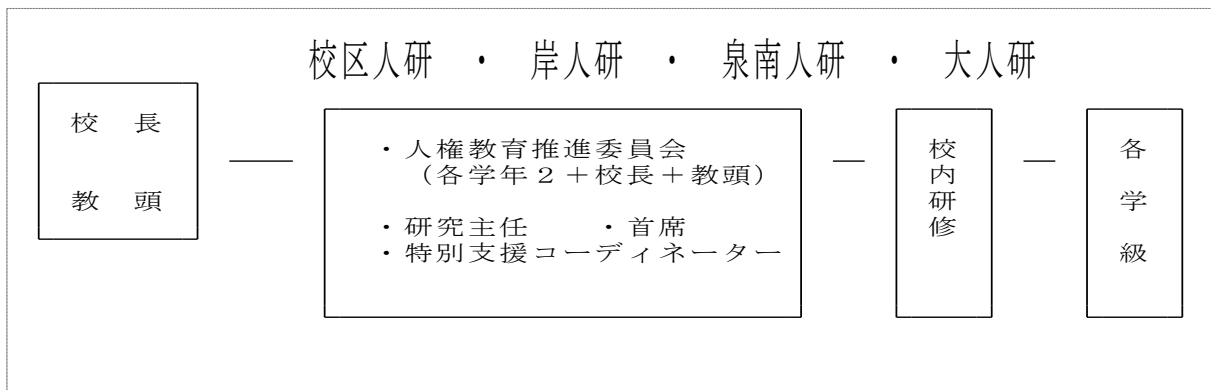 校区人研 ・ 岸人研 ・ 泉南人研 ・ 大人研
校 長
教 頭
・人権教育推進委員会
（各学年２＋校長＋教頭）
・研究主任 ・首席
・特別支援コーディネーター
校内研修
各学級